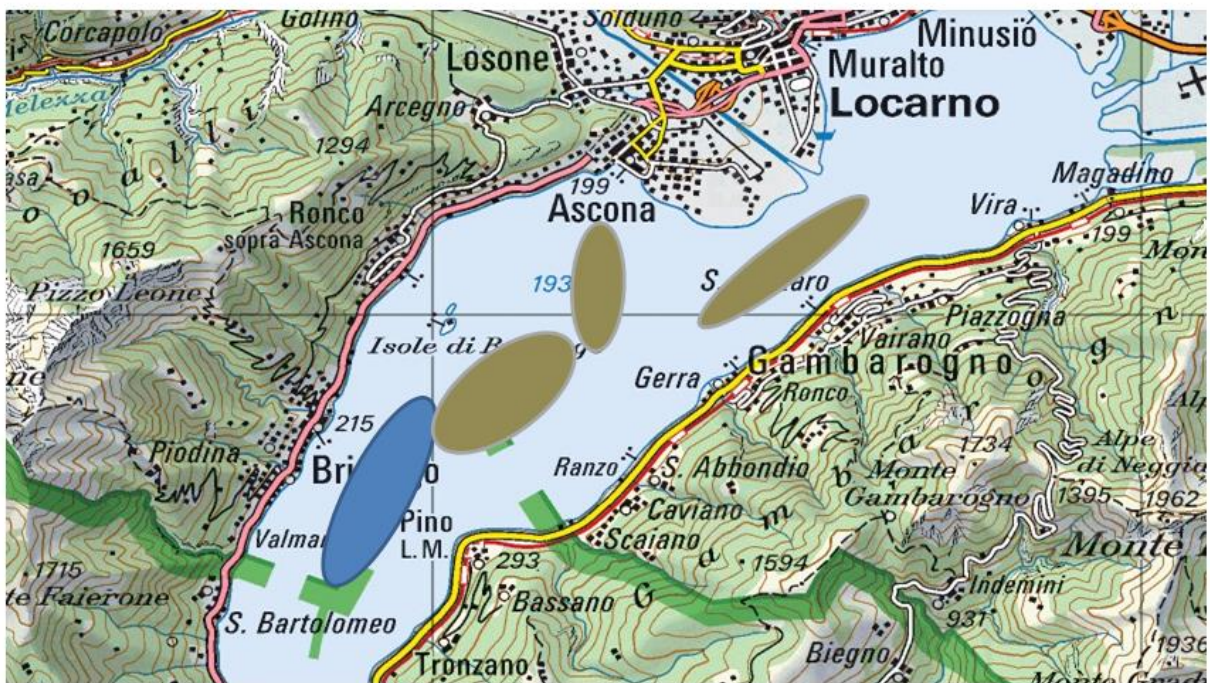 Corcapolo
Golino
Solduno
Minusio
Losone
Muralto
Melezza
Arcegno
Locarno
1294
199
Magadino
Ascona
Vira
Ronco
sopra Ascona
199
1659
193
Pizzo Leone
Piazzogna
Isole di
Vairano
Gerra
Gambarogno
Ronco
215
1734
Alpe
di Neggia
Piodina
Ranzo
S. Abbondio
Monte
Gambarogno
1395
1962
Pino
L.M.
Caviano
Scaiano
Monte
1715
293
1594
Indemini
Bassano
931
S. Bartolomeo
Tronzano
Biegno
1936